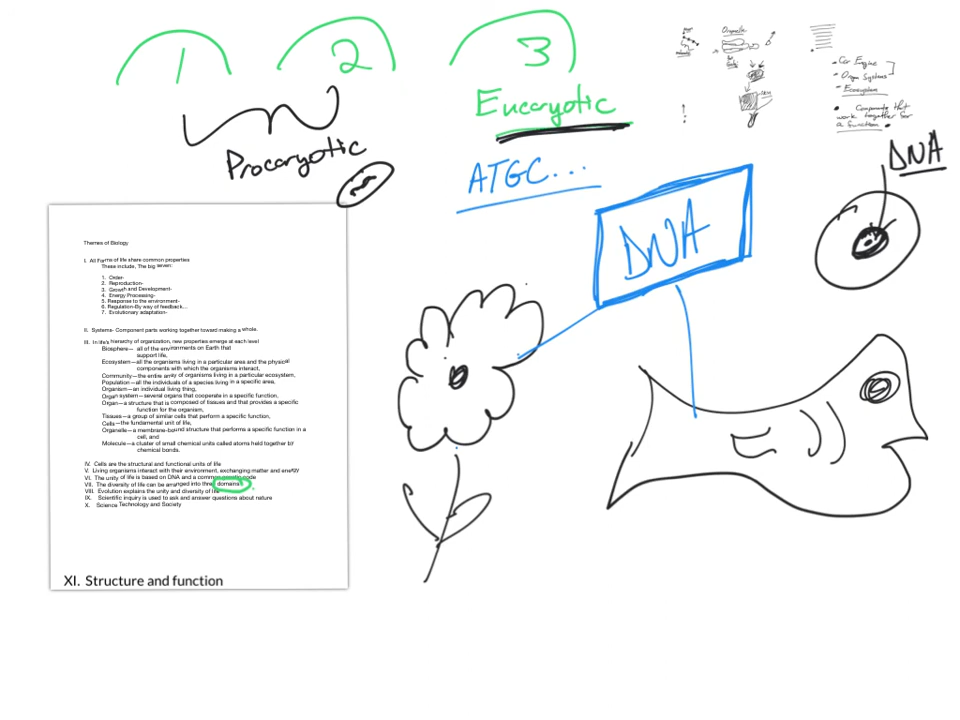 1 2 3
Eucaryotic
Procaryotic
ATGC...
DNA
DNA
Organelle
- Car Engine
- Organ Systems
- Ecosystem
• Components that
work together for
a function.
Themes of Biology
I. All Forms of life share common properties
These include, The big seven:
1. Order-
2. Reproduction-
3. Growth and Development-
4. Energy Processing-
5. Response to the environment-
6. Regulation-By way of feedback...
7. Evolutionary adaptation-
II. Systems- Component parts working together toward making a whole.
III. In life's hierarchy of organization, new properties emerge at each level
Biosphere— all of the environments on Earth that
support life,
Ecosystem—all the organisms living in a particular area and the physical
components with which the organisms interact,
Community—the entire array of organisms living in a particular ecosystem,
Population—all the individuals of a species living in a specific area,
Organism—an individual living thing,
Organ system—several organs that cooperate in a specific function,
Organ—a structure that is composed of tissues and that provides a specific
function for the organism,
Tissues—a group of similar cells that perform a specific function,
Cells—the fundamental unit of life,
Organelle—a membrane-bound structure that performs a specific function in a
cell, and
Molecule—a cluster of small chemical units called atoms held together by
chemical bonds.
IV. Cells are the structural and functional units of life
V. Living organisms interact with their environment, exchanging matter and energy
VI. The unity of life is based on DNA and a common genetic code
VII. The diversity of life can be arranged into three domains
VIII. Evolution explains the unity and diversity of life
IX. Scientific inquiry is used to ask and answer questions about nature
X. Science Technology and Society
XI. Structure and function